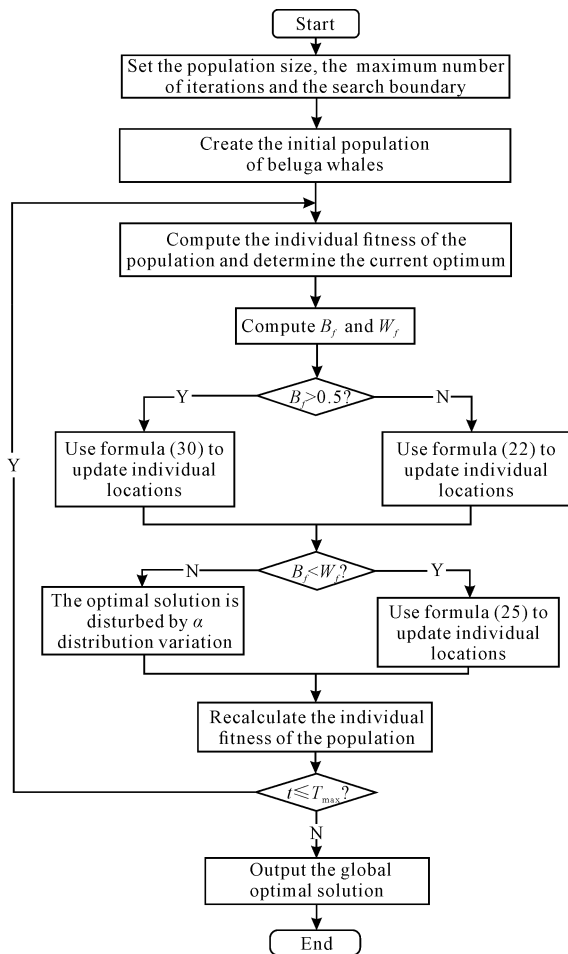 Start
Set the population size, the maximum number
of iterations and the search boundary
Create the initial population
of beluga whales
Compute the individual fitness of the
population and determine the current optimum
Compute B_f and W_f
B_f>0.5?
Y
N
Use formula (30) to
update individual
locations
Use formula (22) to
update individual
locations
Y
B_f<W_f?
N
Y
The optimal solution is
disturbed by α
distribution variation
Use formula (25) to
update individual
locations
Recalculate the individual
fitness of the population
t≤T_max?
N
Output the global
optimal solution
End